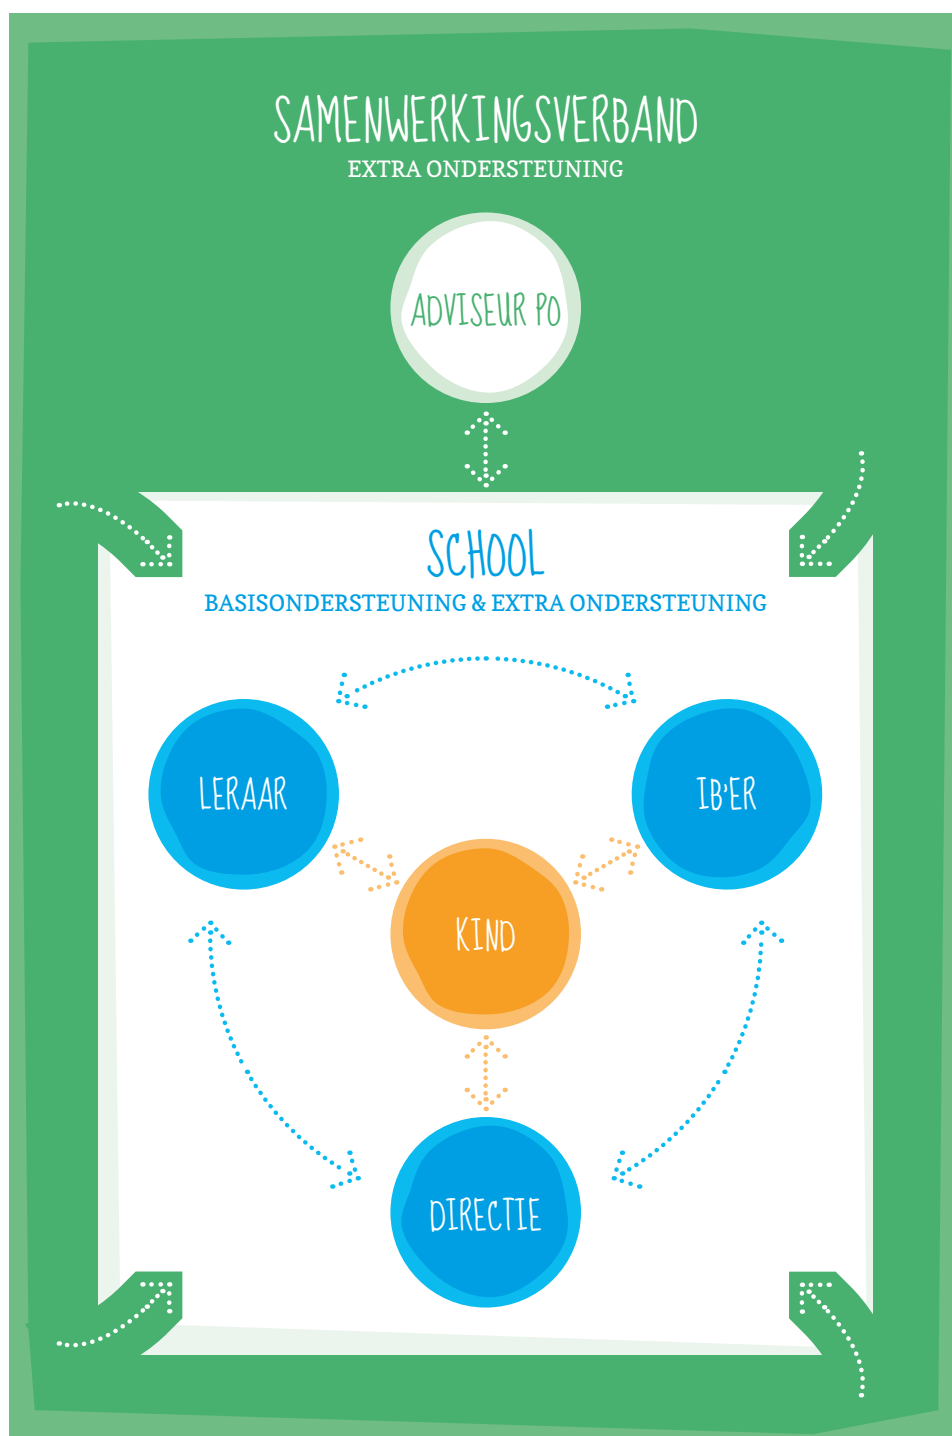 SAMENWERKINGSVERBAND
EXTRA ONDERSTEUNING
ADVISEUR PO
SCHOOL
BASISONDERSTEUNING & EXTRA ONDERSTEUNING
LERAAR
IB'ER
KIND
DIRECTIE